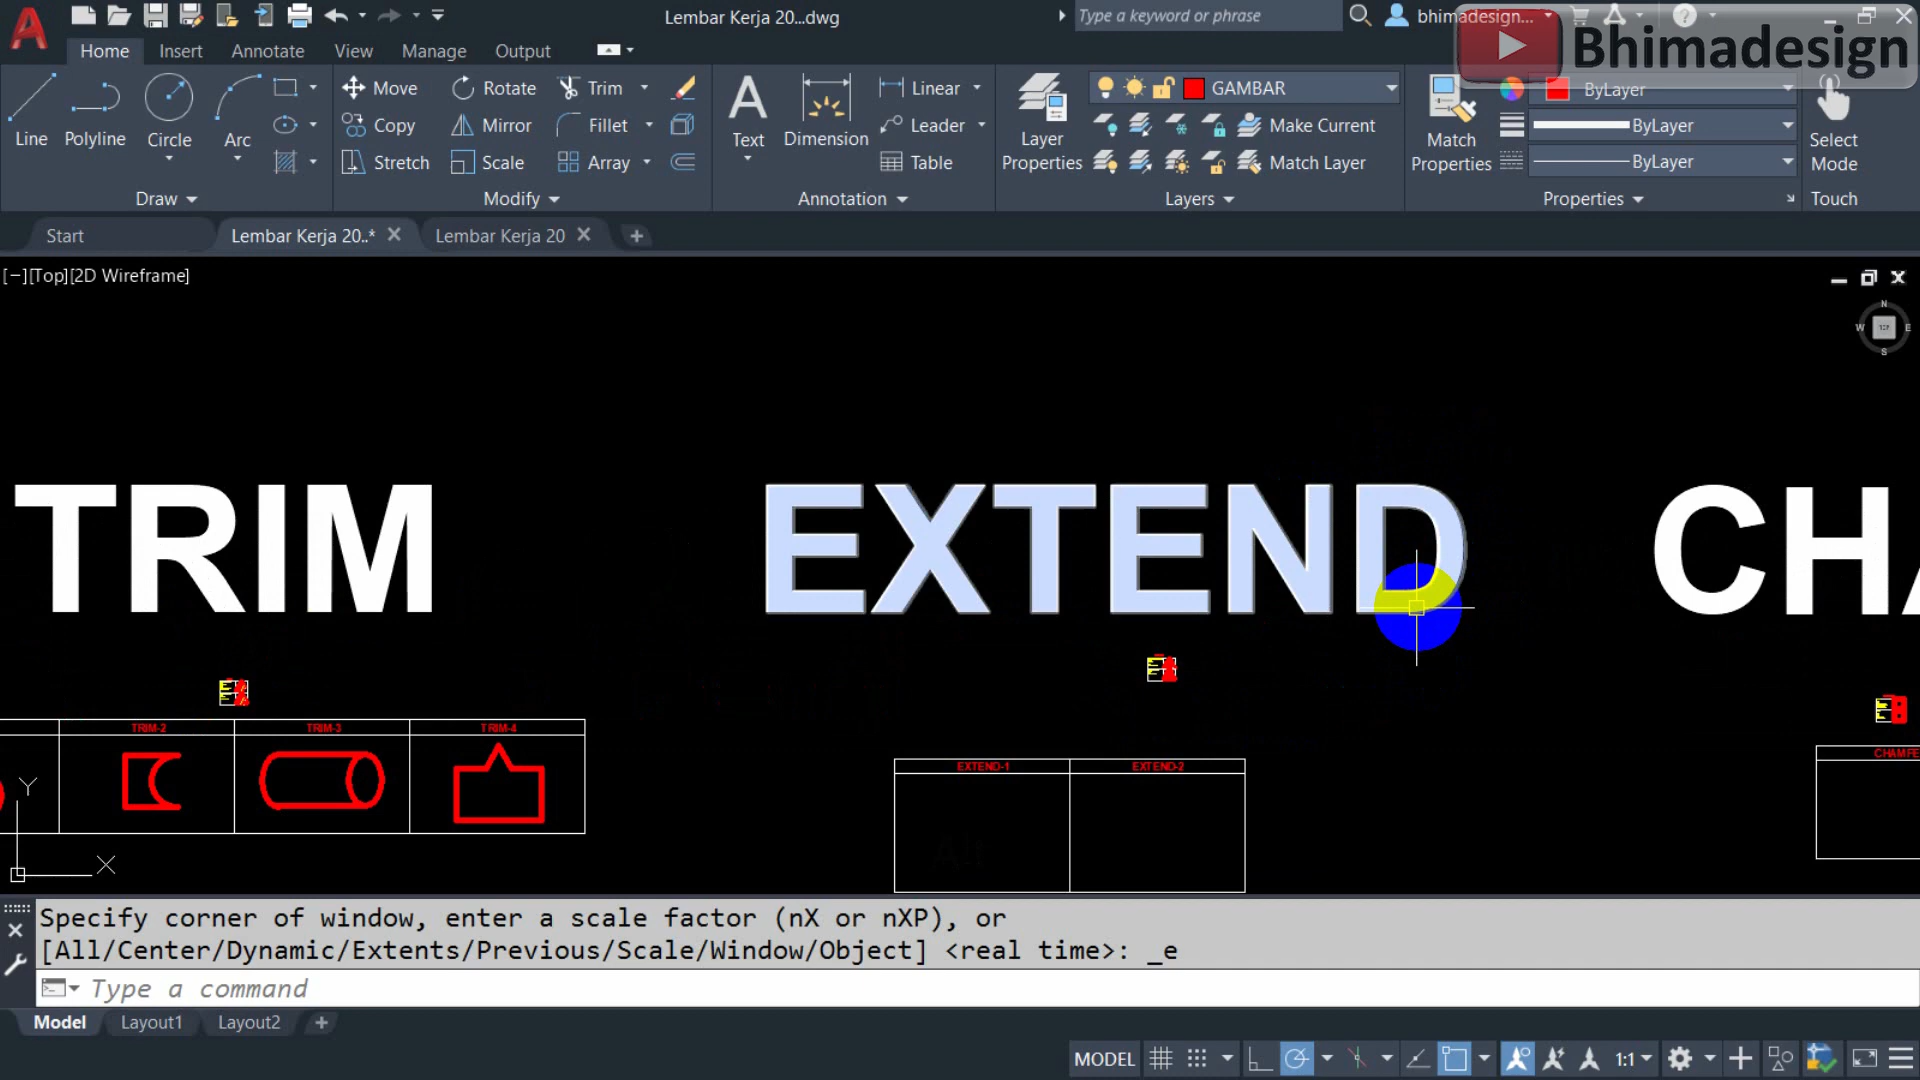 Lembar Kerja 20...dwg
Type a keyword or phrase
bhimadesign...
Bhimadesign
Home Insert Annotate View Manage Output
Line Polyline Circle Arc
Move Rotate Trim
Copy Mirror Fillet
Stretch Scale Array
Text Dimension
Linear
Leader
Table
Layer Properties
GAMBAR
Make Current
Match Layer
Match Properties
ByLayer
ByLayer
ByLayer
Select Mode
Draw Modify Annotation Layers Properties Touch
Start Lembar Kerja 20..* Lembar Kerja 20
[−][Top][2D Wireframe]
N
W TOP E
S
TRIM EXTEND CHA
TRIM-2 TRIM-3 TRIM-4
EXTEND-1 EXTEND-2
CHAMFE
Y
X
Specify corner of window, enter a scale factor (nX or nXP), or
[All/Center/Dynamic/Extents/Previous/Scale/Window/Object] <real time>: _e
Type a command
Model Layout1 Layout2
MODEL 1:1